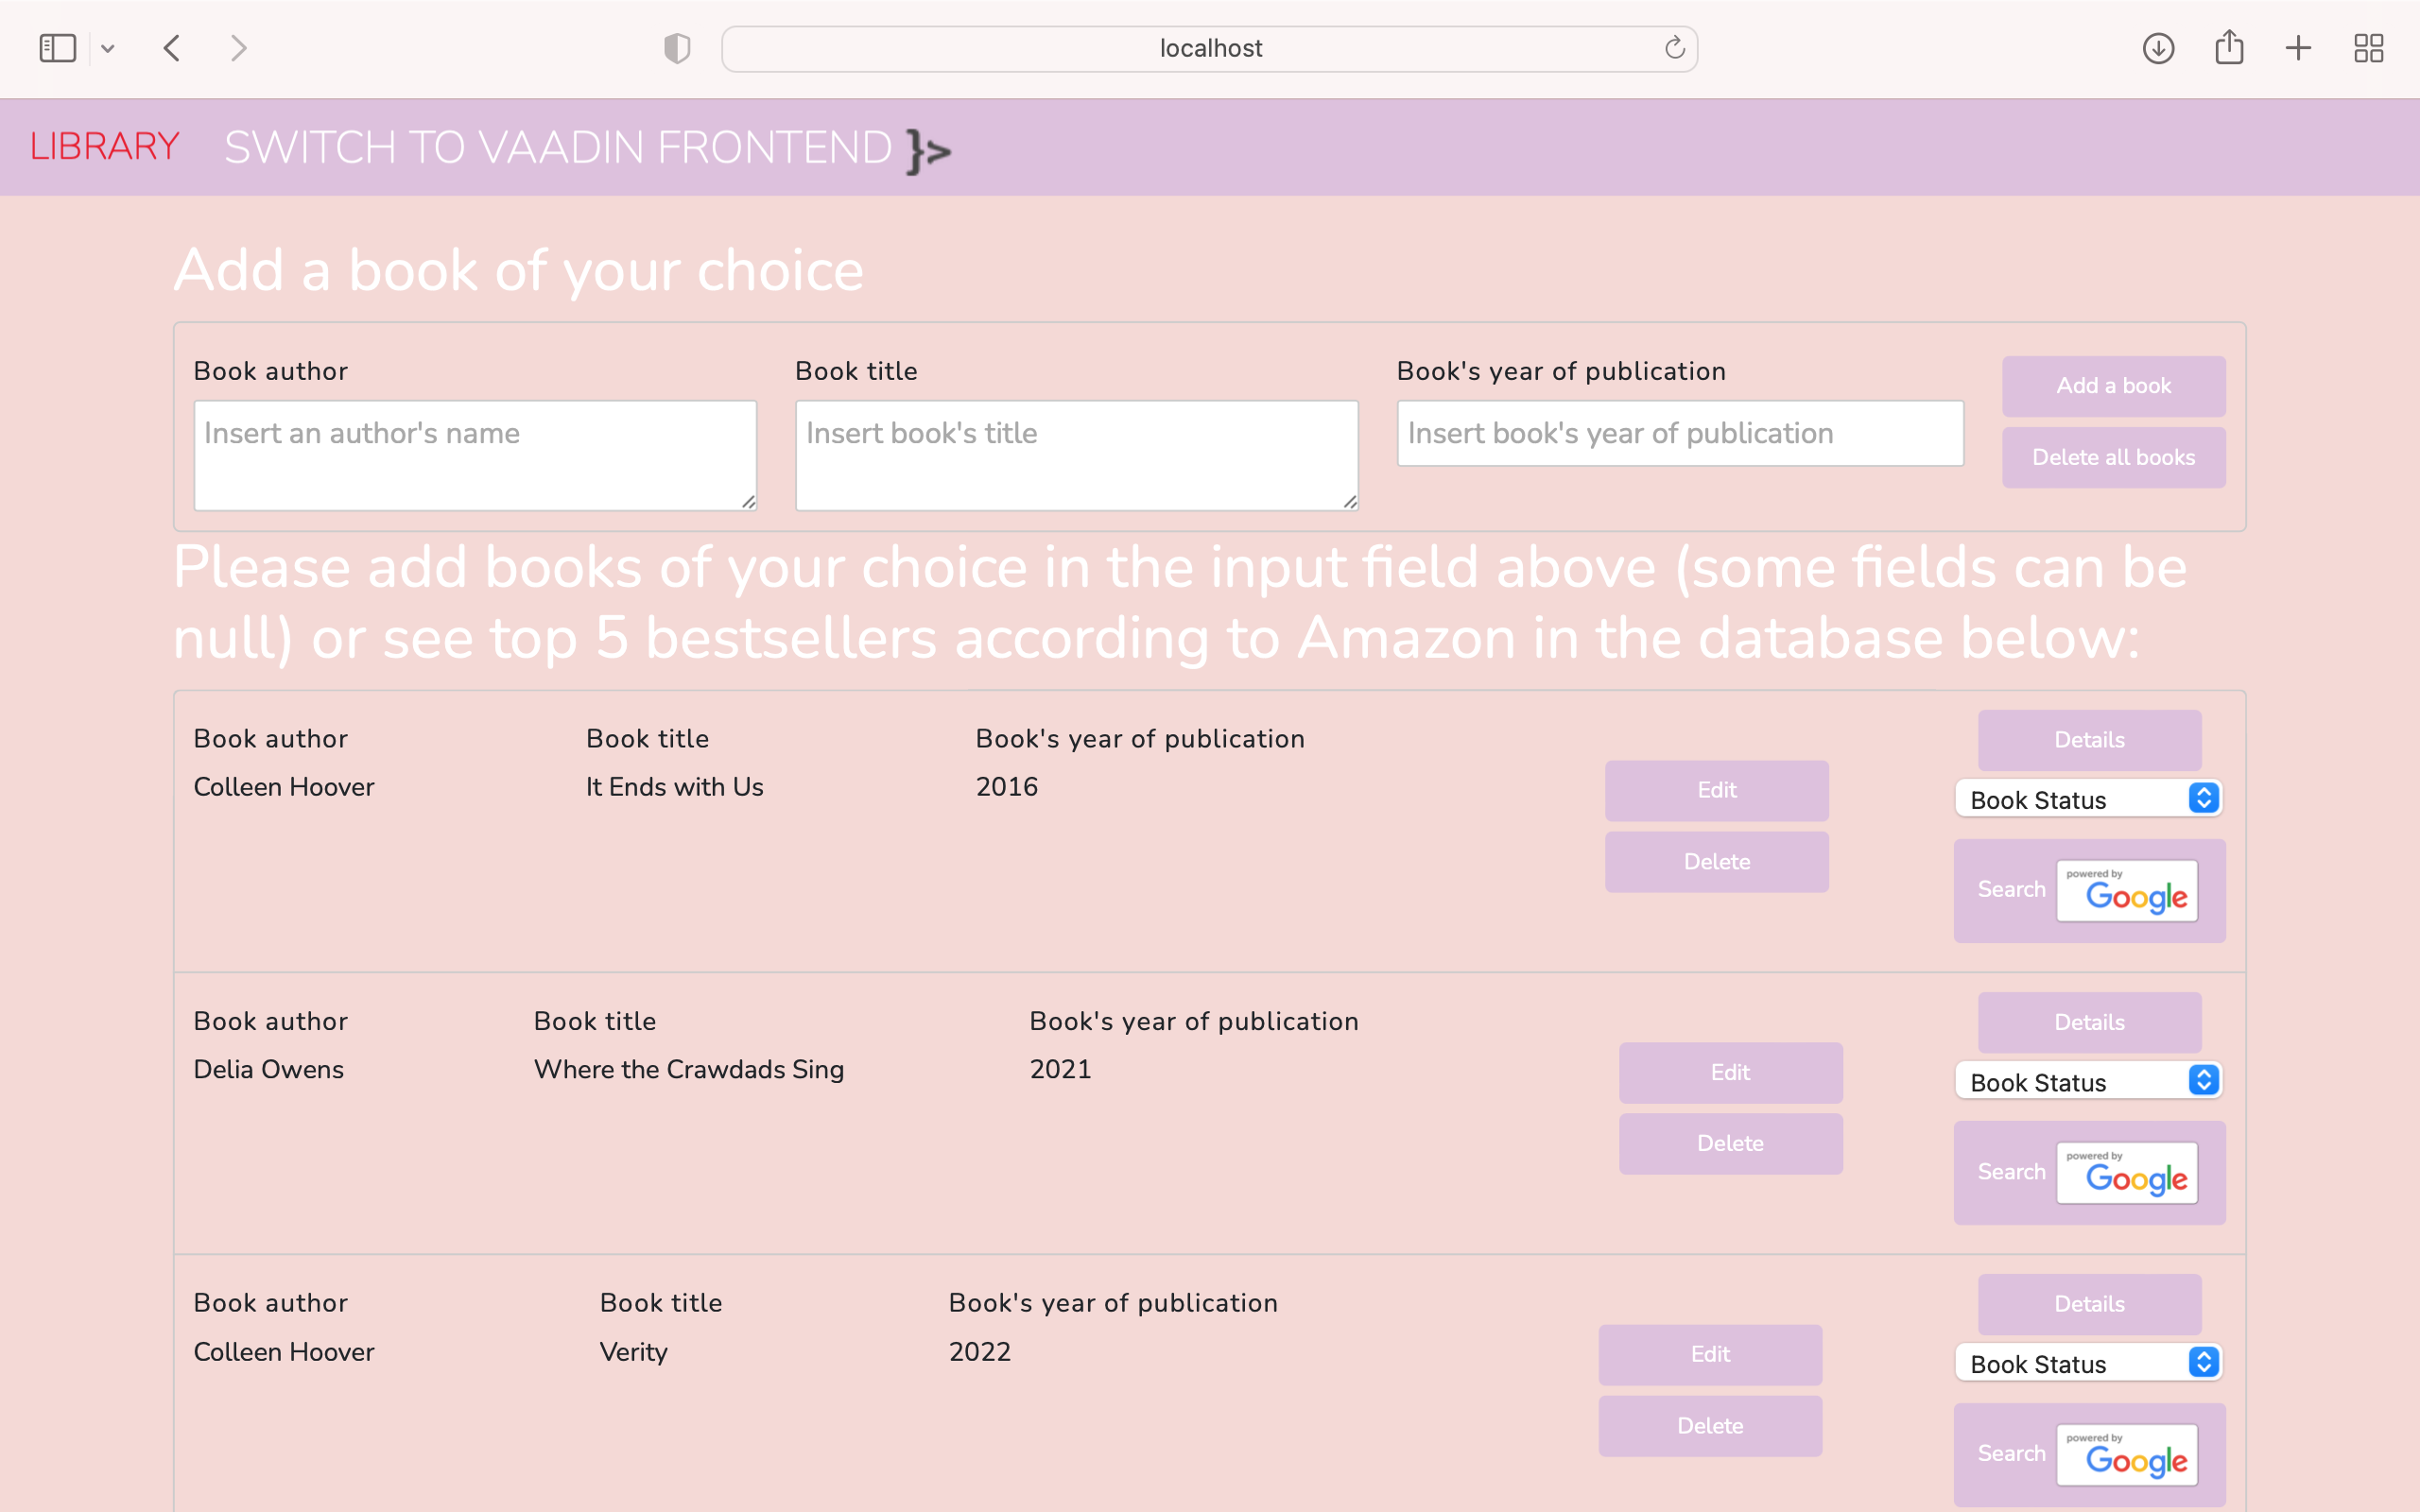 localhost
LIBRARY SWITCH TO VAADIN FRONTEND }>
Add a book of your choice
Book author Book title Book's year of publication
Add a book
Insert an author's name Insert book's title Insert book's year of publication
Delete all books
Please add books of your choice in the input field above (some fields can be
null) or see top 5 bestsellers according to Amazon in the database below:
Book author Book title Book's year of publication
Details
Colleen Hoover It Ends with Us 2016
Edit
Book Status
Delete
Search powered by
Google
Book author Book title Book's year of publication
Details
Delia Owens Where the Crawdads Sing 2021
Edit
Book Status
Delete
Search powered by
Google
Book author Book title Book's year of publication
Details
Colleen Hoover Verity 2022
Edit
Book Status
Delete
Search powered by
Google